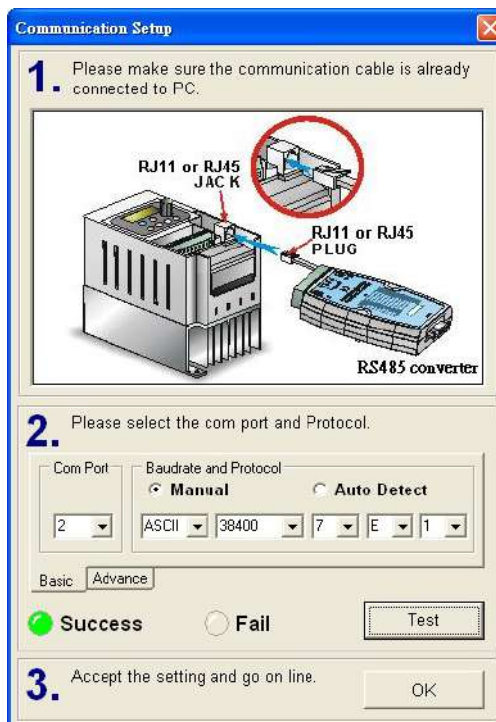 Communication Setup
1. Please make sure the communication cable is already
connected to PC.
RJ11 or RJ45
JACK
RJ11 or RJ45
PLUG
RS485 converter
2. Please select the com port and Protocol.
Com Port
Baudrate and Protocol
Manual
Auto Detect
2
ASCII
38400
7
E
1
Basic
Advance
Success
Fail
Test
3. Accept the setting and go on line.
OK